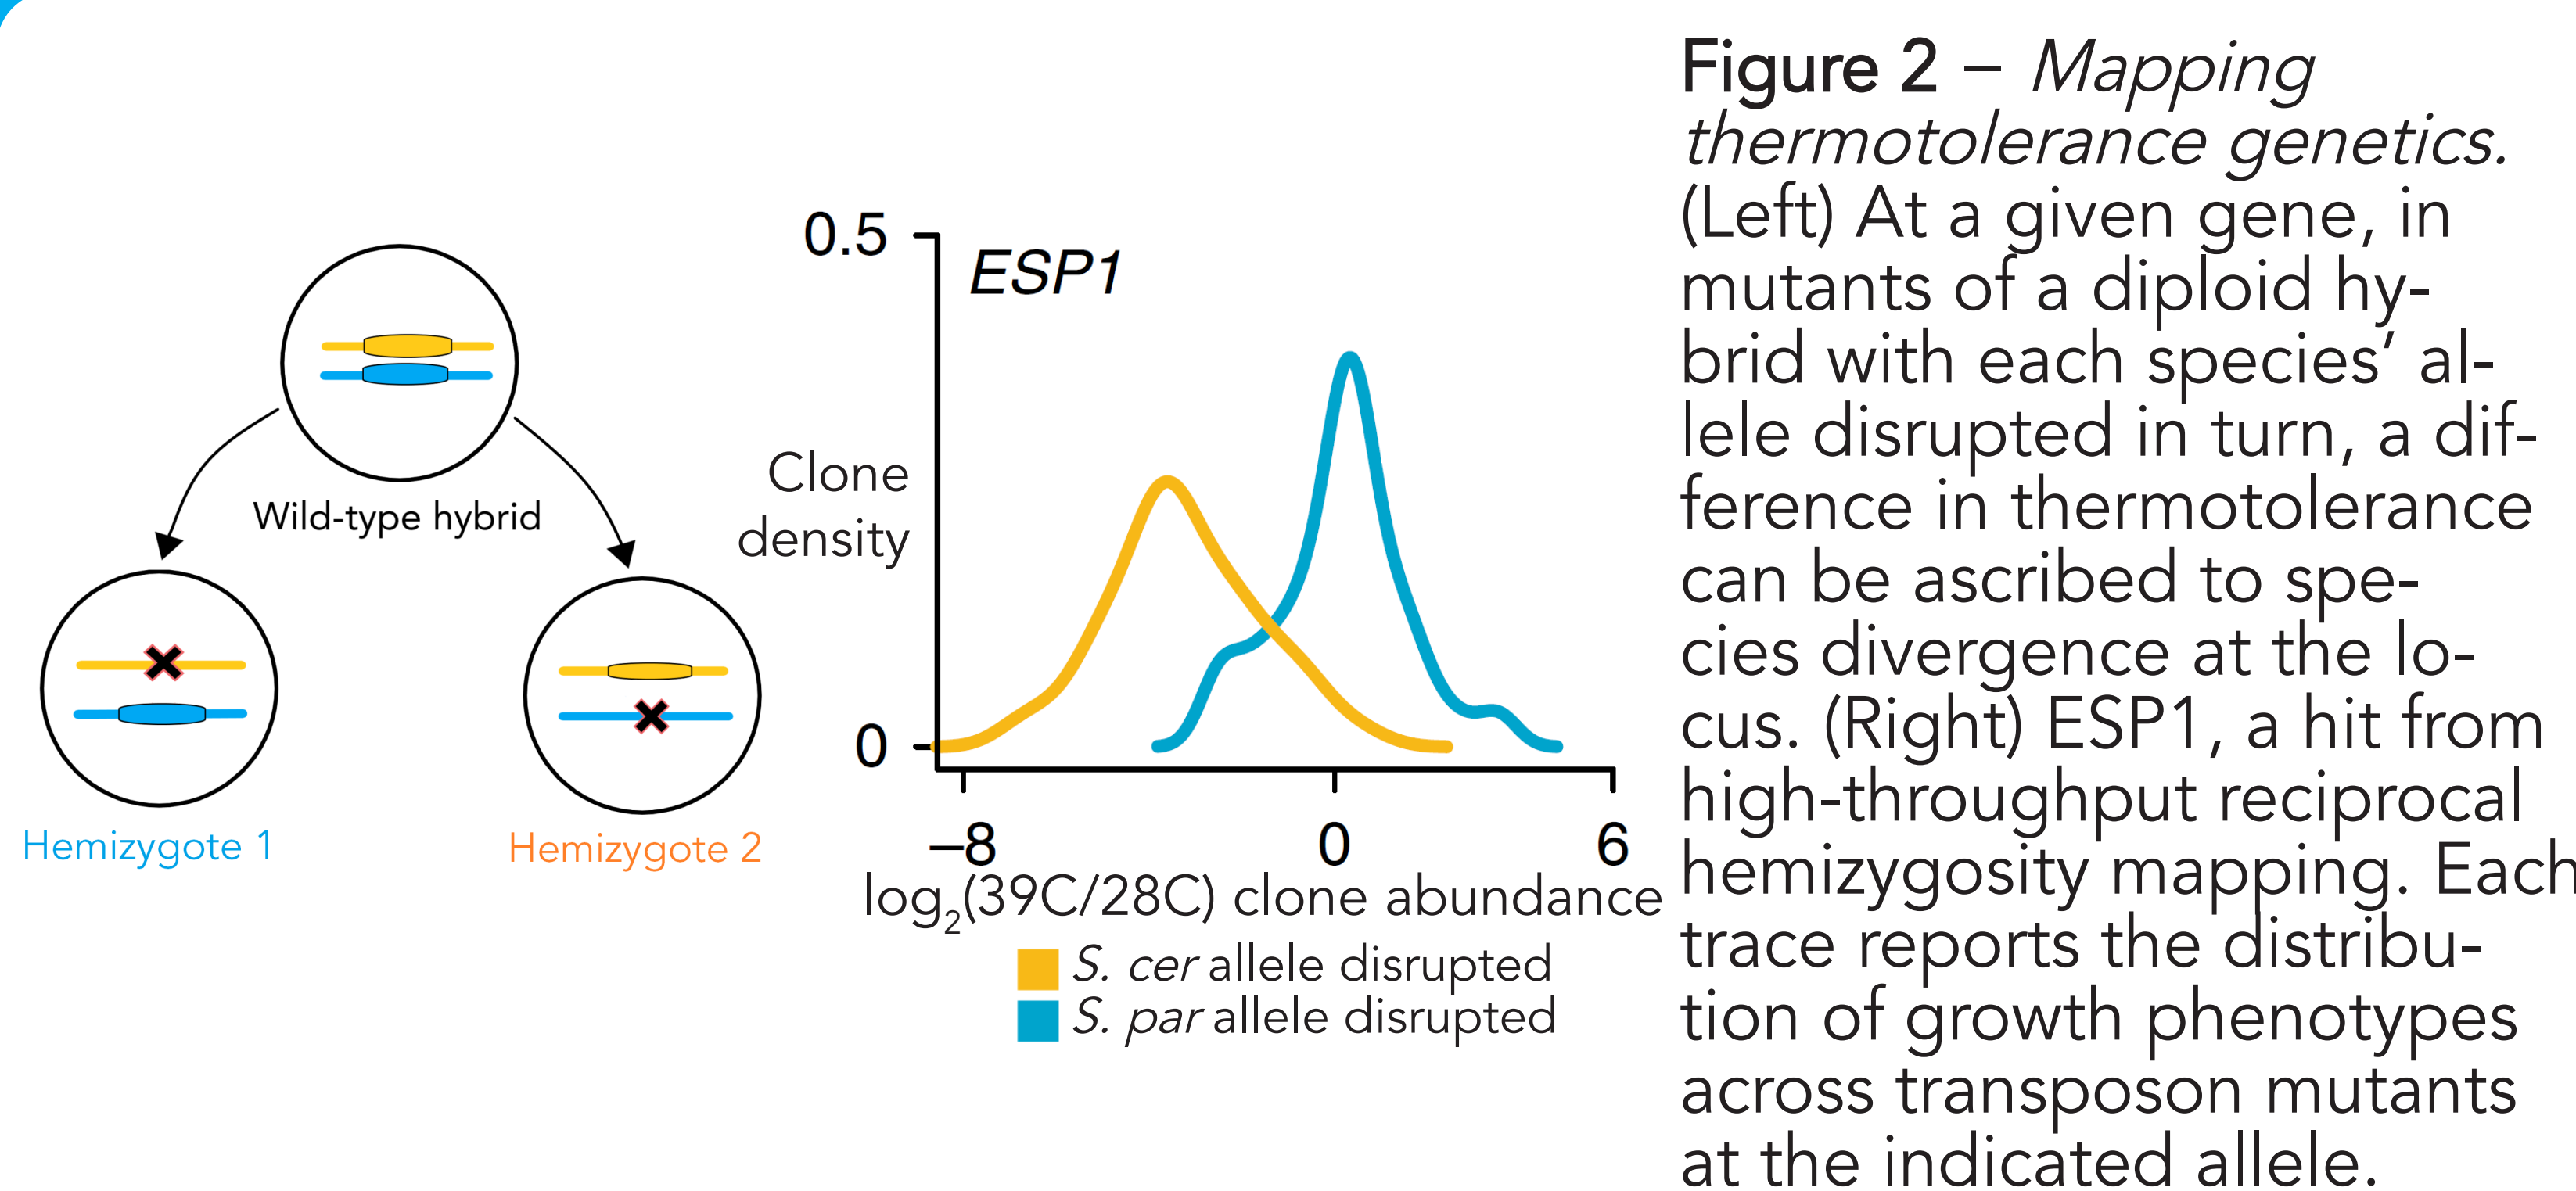 Wild-type hybrid
Hemizygote 1
Hemizygote 2
0.5
ESP1
Clone
density
0
–8
0
6
log2(39C/28C) clone abundance
S. cer allele disrupted
S. par allele disrupted
Figure 2 – Mapping
thermotolerance genetics.
(Left) At a given gene, in
mutants of a diploid hy-
brid with each species’ al-
lele disrupted in turn, a dif-
ference in thermotolerance
can be ascribed to spe-
cies divergence at the lo-
cus. (Right) ESP1, a hit from
high-throughput reciprocal
hemizygosity mapping. Each
trace reports the distribu-
tion of growth phenotypes
across transposon mutants
at the indicated allele.